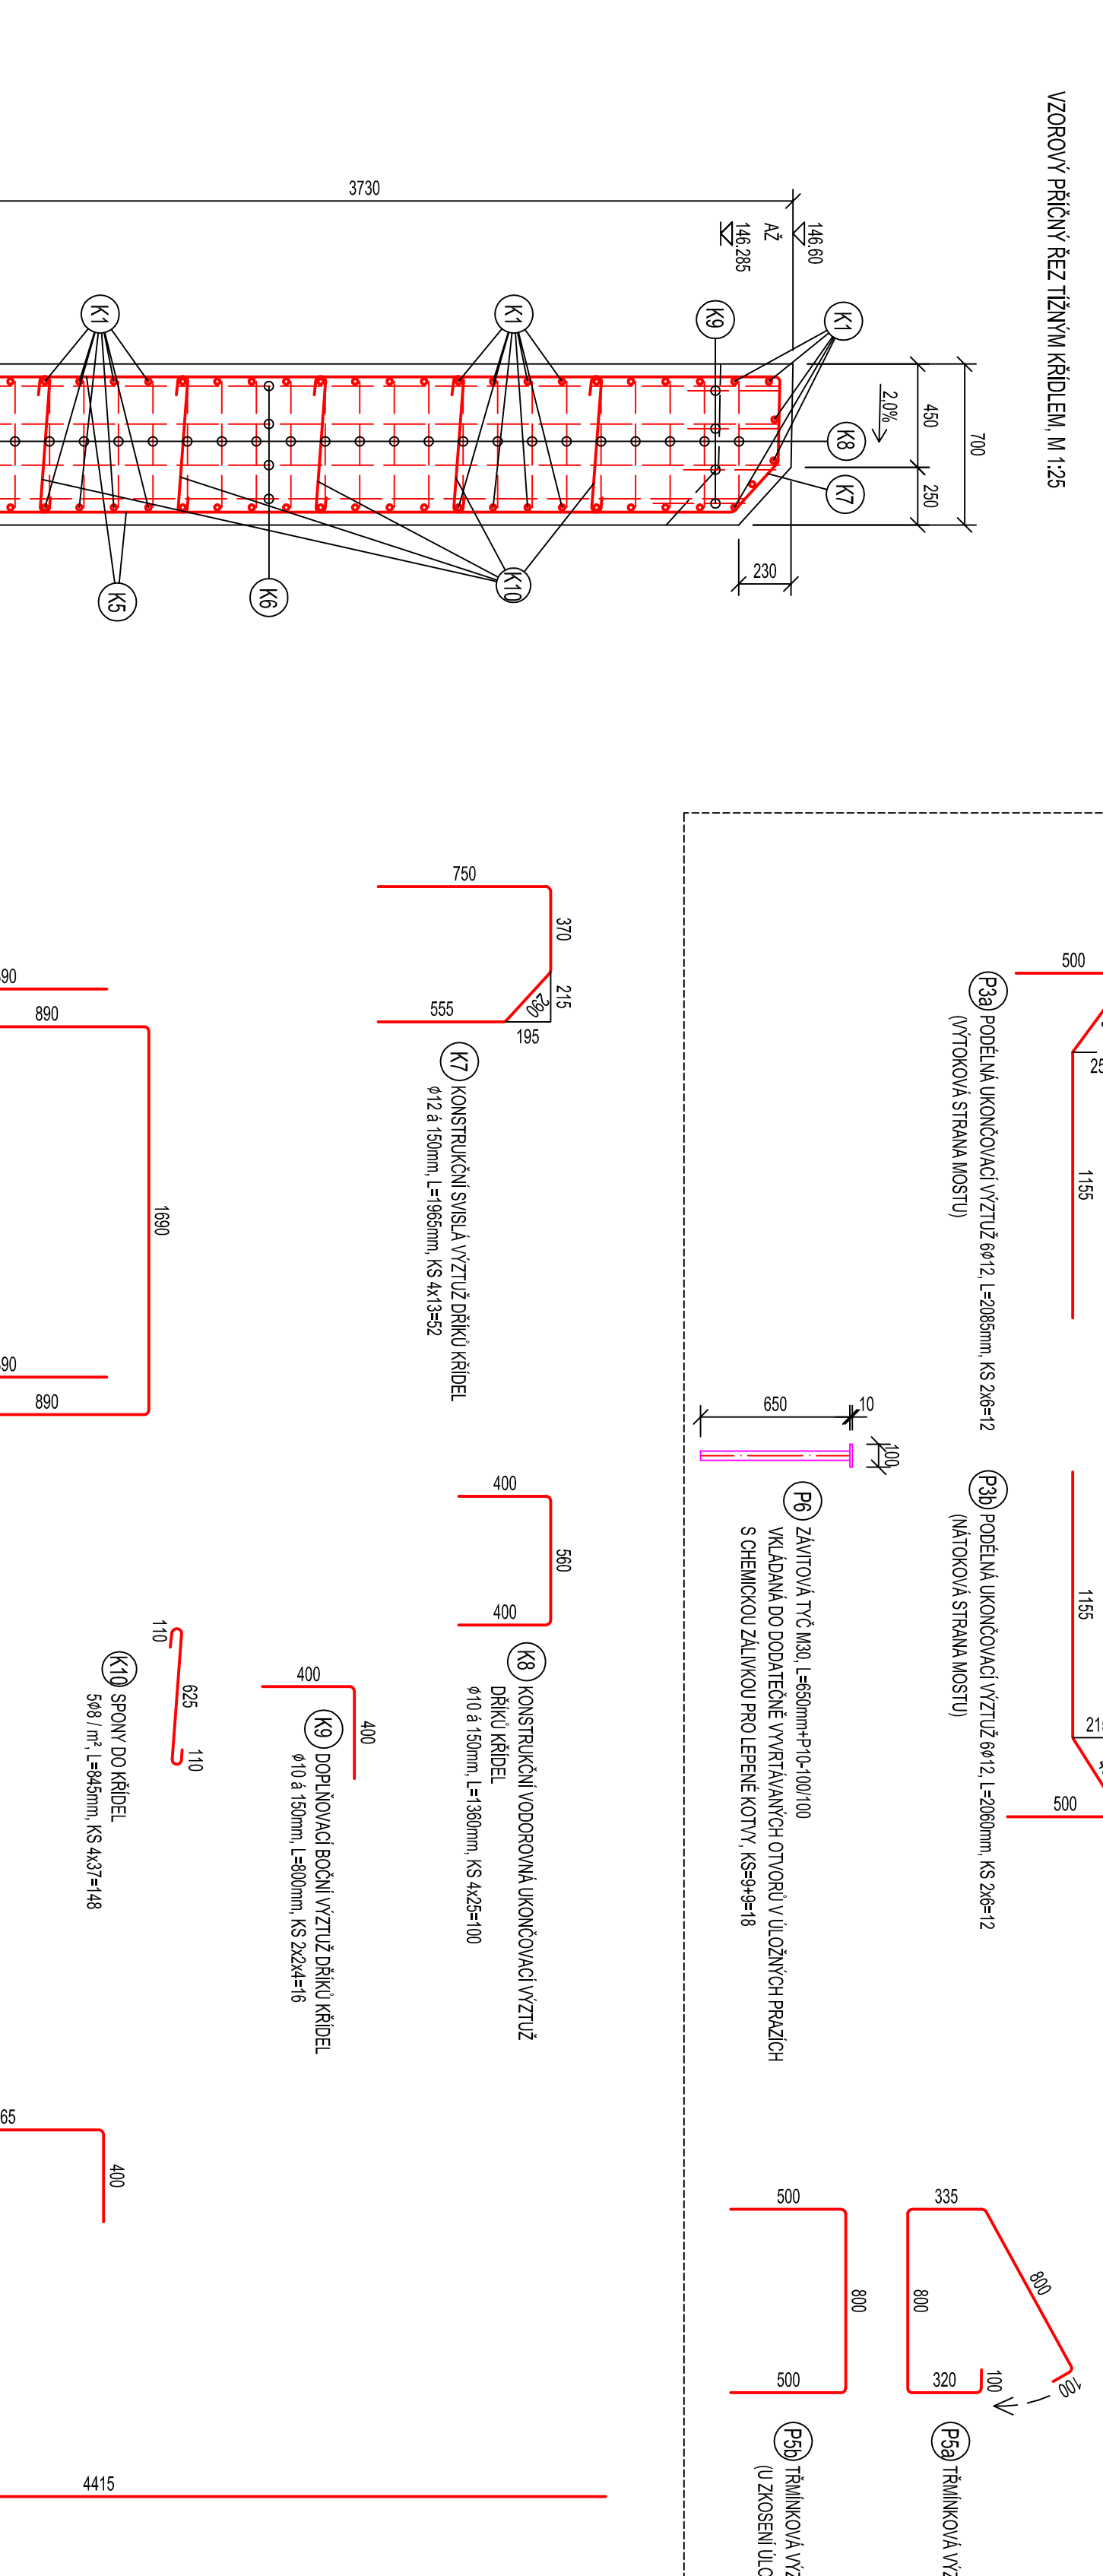 VZOROVÝ PŘÍČNÝ ŘEZ TÍŽNÝM KŘÍDLEM, M 1:25
700
450
250
2,0%
230
3730
146.60
AŽ
146.285
K1
K8
K7
K9
K1
K10
K6
K1
K5
500
1155
P3a PODÉLNÁ UKONČOVACÍ VÝZTUŽ 6ø12, L=2085mm, KS 2x6=12
(VÝTOKOVÁ STRANA MOSTU)
1155
500
P3b PODÉLNÁ UKONČOVACÍ VÝZTUŽ 6ø12, L=2060mm, KS 2x6=12
(NÁTOKOVÁ STRANA MOSTU)
650
10
100
P6 ZÁVITOVÁ TYČ M30, L=650mm+P10-100/100
VKLÁDANÁ DO DODATEČNĚ VYVRTÁVANÝCH OTVORŮ V ÚLOŽNÝCH PRAZÍCH
S CHEMICKOU ZÁLIVKOU PRO LEPENÉ KOTVY, KS=9+9=18
335
800
100
100
800
320
P5a TŘMÍNKOVÁ
500
800
500
P5b TŘMÍNKOVÁ
(U ZKOSENÍ
750
370
215
290
195
555
K7 KONSTRUKČNÍ SVISLÁ VÝZTUŽ DŘÍKŮ KŘÍDEL
ø12 á 150mm, L=1965mm, KS 4x13=52
400
560
400
K8 KONSTRUKČNÍ VODOROVNÁ UKONČOVACÍ VÝZTUŽ
DŘÍKŮ KŘÍDEL
ø10 á 150mm, L=1360mm, KS 4x25=100
400
400
K9 DOPLŇOVACÍ BOČNÍ VÝZTUŽ DŘÍKŮ KŘÍDEL
ø10 á 150mm, L=800mm, KS 2x2x4=16
110
625
110
K10 SPONY DO KŘÍDEL
5ø8 / m², L=845mm, KS 4x37=148
890
1690
890
400
4415